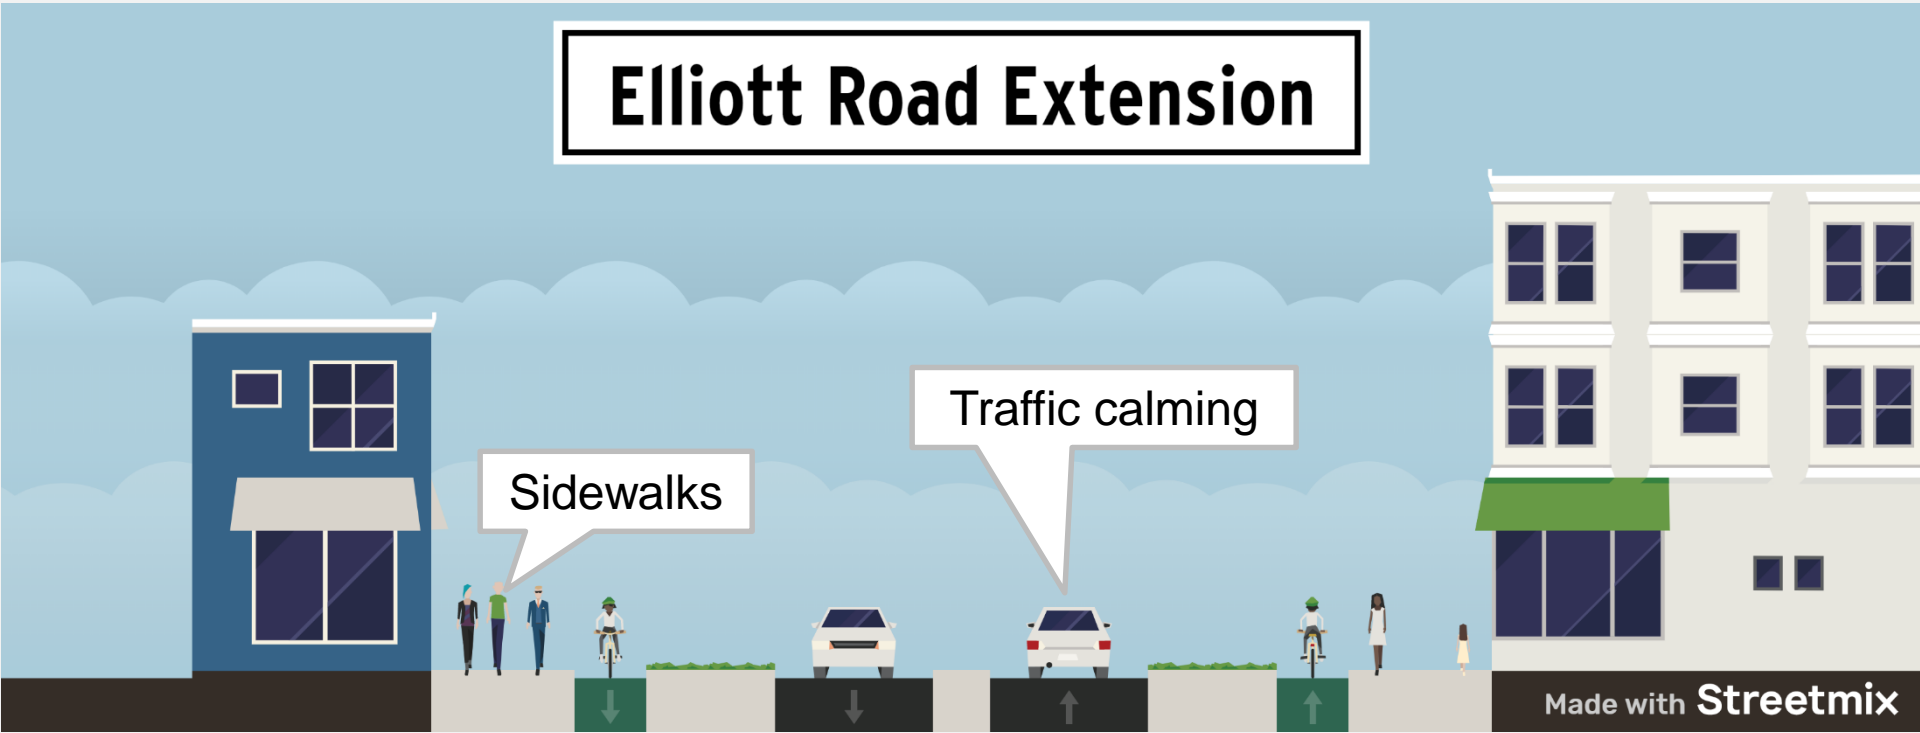 Elliott Road Extension
Traffic calming
Sidewalks
Made with Streetmix